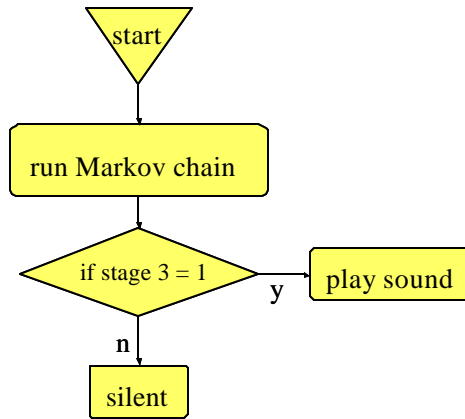 start
run Markov chain
if stage 3 = 1
y
play sound
n
silent